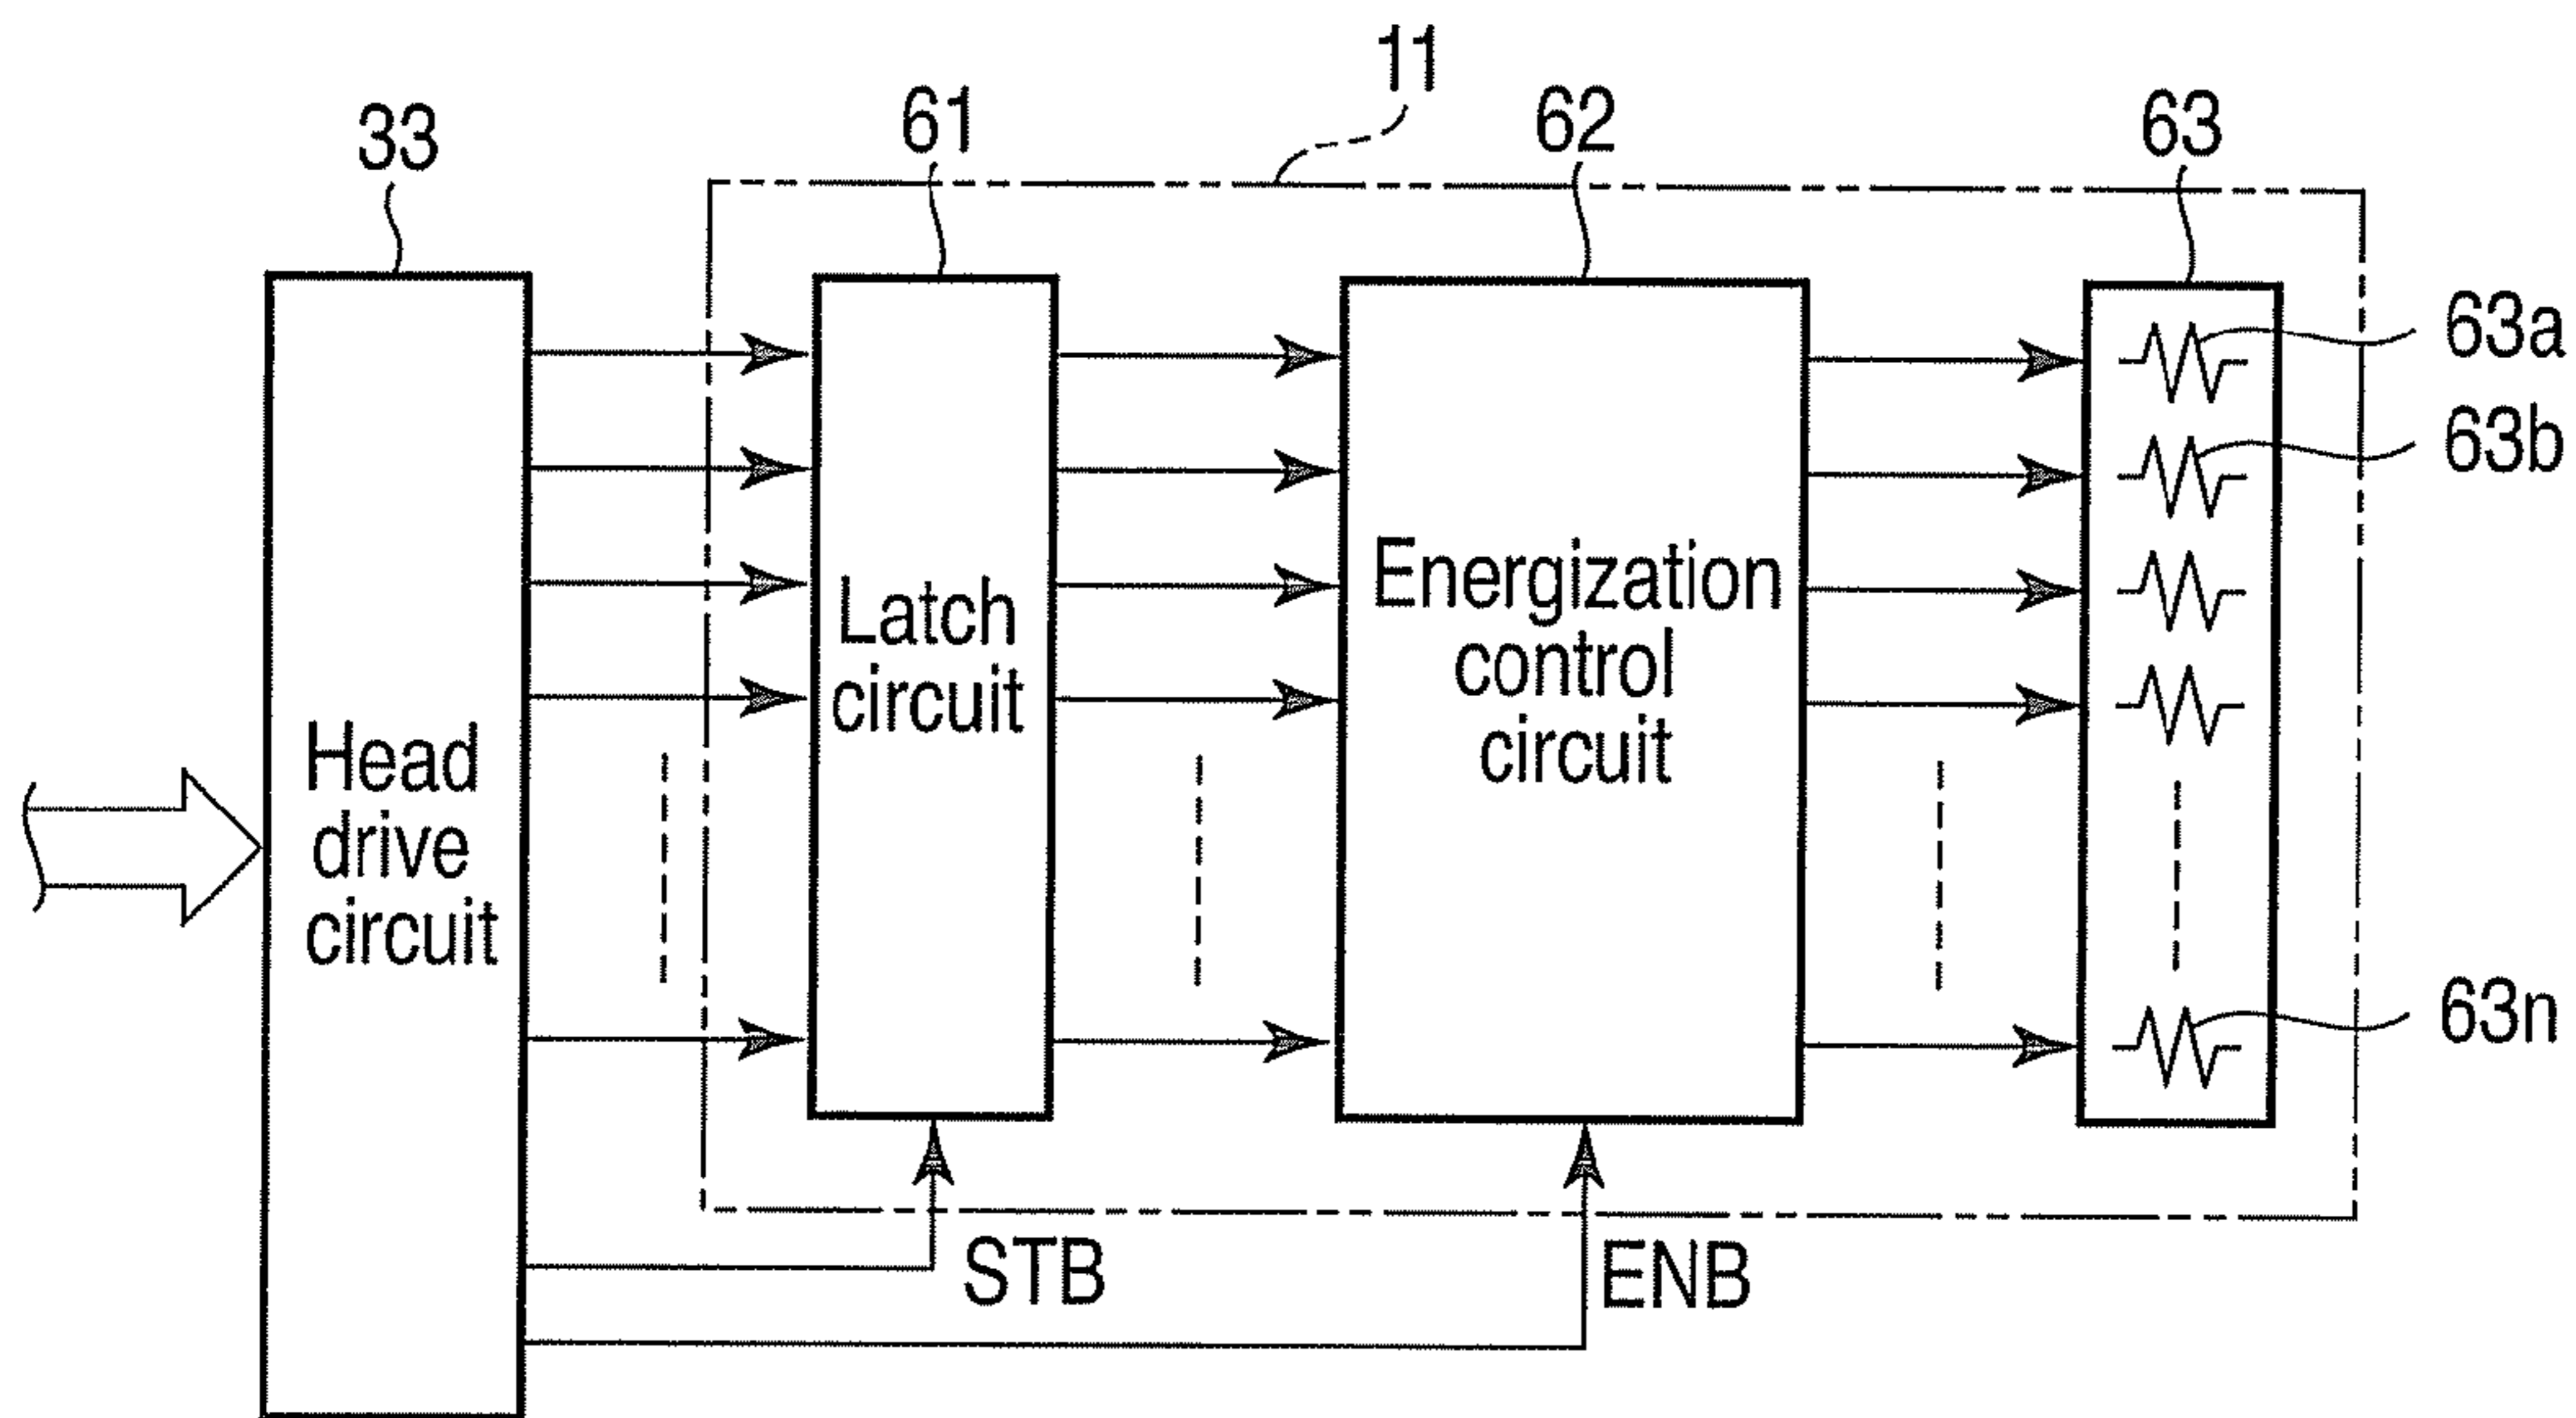 11
33
61
62
63
63a
63b
63n
Head
drive
circuit
Latch
circuit
Energization
control
circuit
STB
ENB